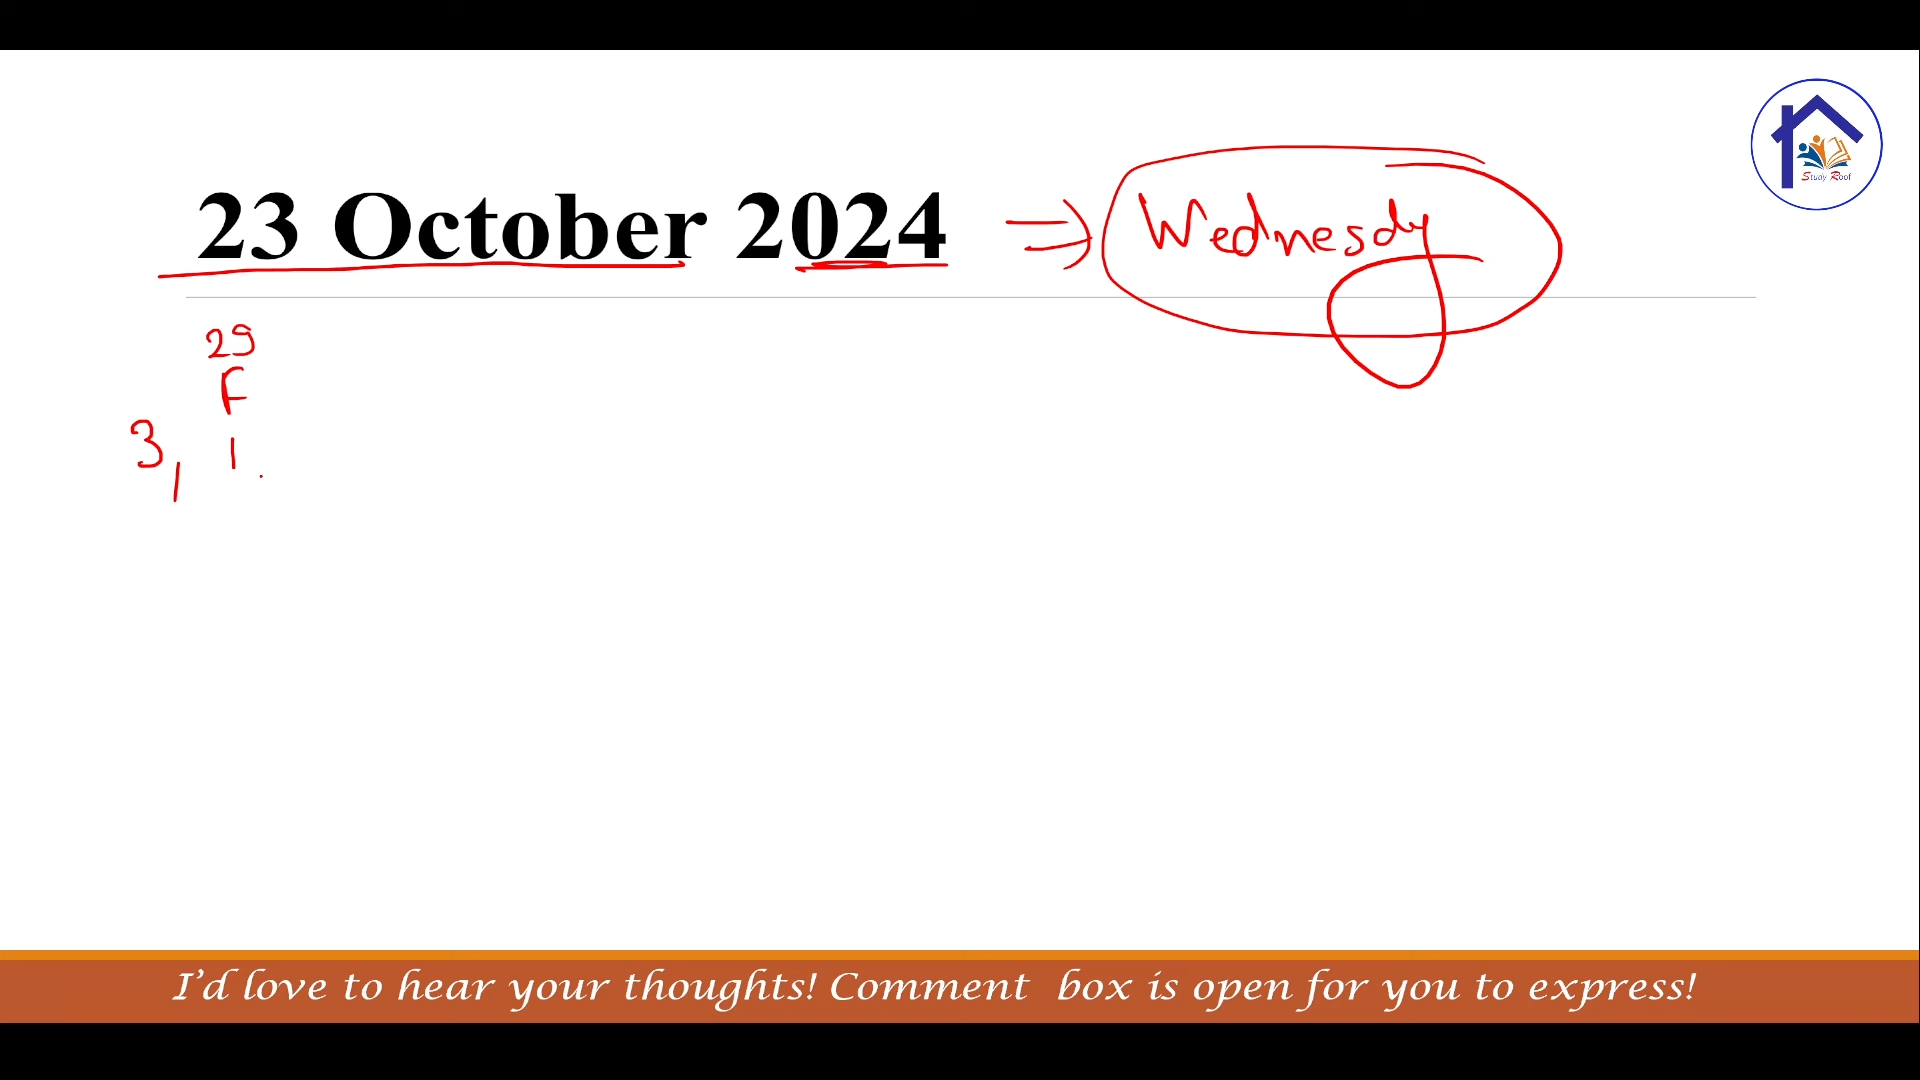 23 October 2024 => Wednesdy
Study Roof
29
F
3, 1
I'd love to hear your thoughts! Comment box is open for you to express!